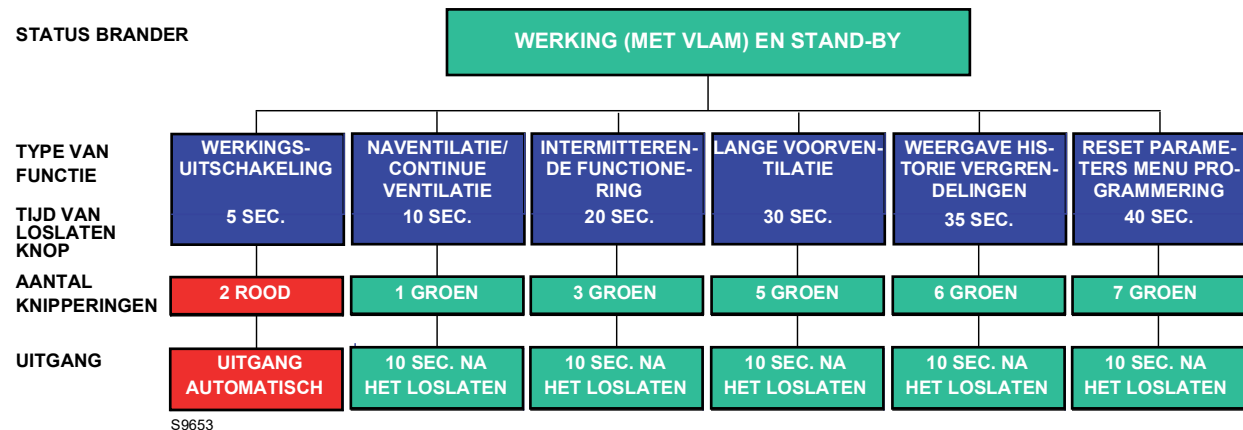 STATUS BRANDER
WERKING (MET VLAM) EN STAND-BY
TYPE VAN
FUNCTIE
WERKINGS-
UITSCHAKELING
NAVENTILATIE/
CONTINUE
VENTILATIE
INTERMITTEREN-
DE FUNCTIONE-
RING
LANGE VOORVEN-
TILATIE
WEERGAVE HIS-
TORIE VERGREN-
DELINGEN
RESET PARAME-
TERS MENU PRO-
GRAMMERING
TIJD VAN
LOSLATEN
KNOP
5 SEC.
10 SEC.
20 SEC.
30 SEC.
35 SEC.
40 SEC.
AANTAL
KNIPPERINGEN
2 ROOD
1 GROEN
3 GROEN
5 GROEN
6 GROEN
7 GROEN
UITGANG
UITGANG
AUTOMATISCH
10 SEC. NA
HET LOSLATEN
10 SEC. NA
HET LOSLATEN
10 SEC. NA
HET LOSLATEN
10 SEC. NA
HET LOSLATEN
10 SEC. NA
HET LOSLATEN
S9653